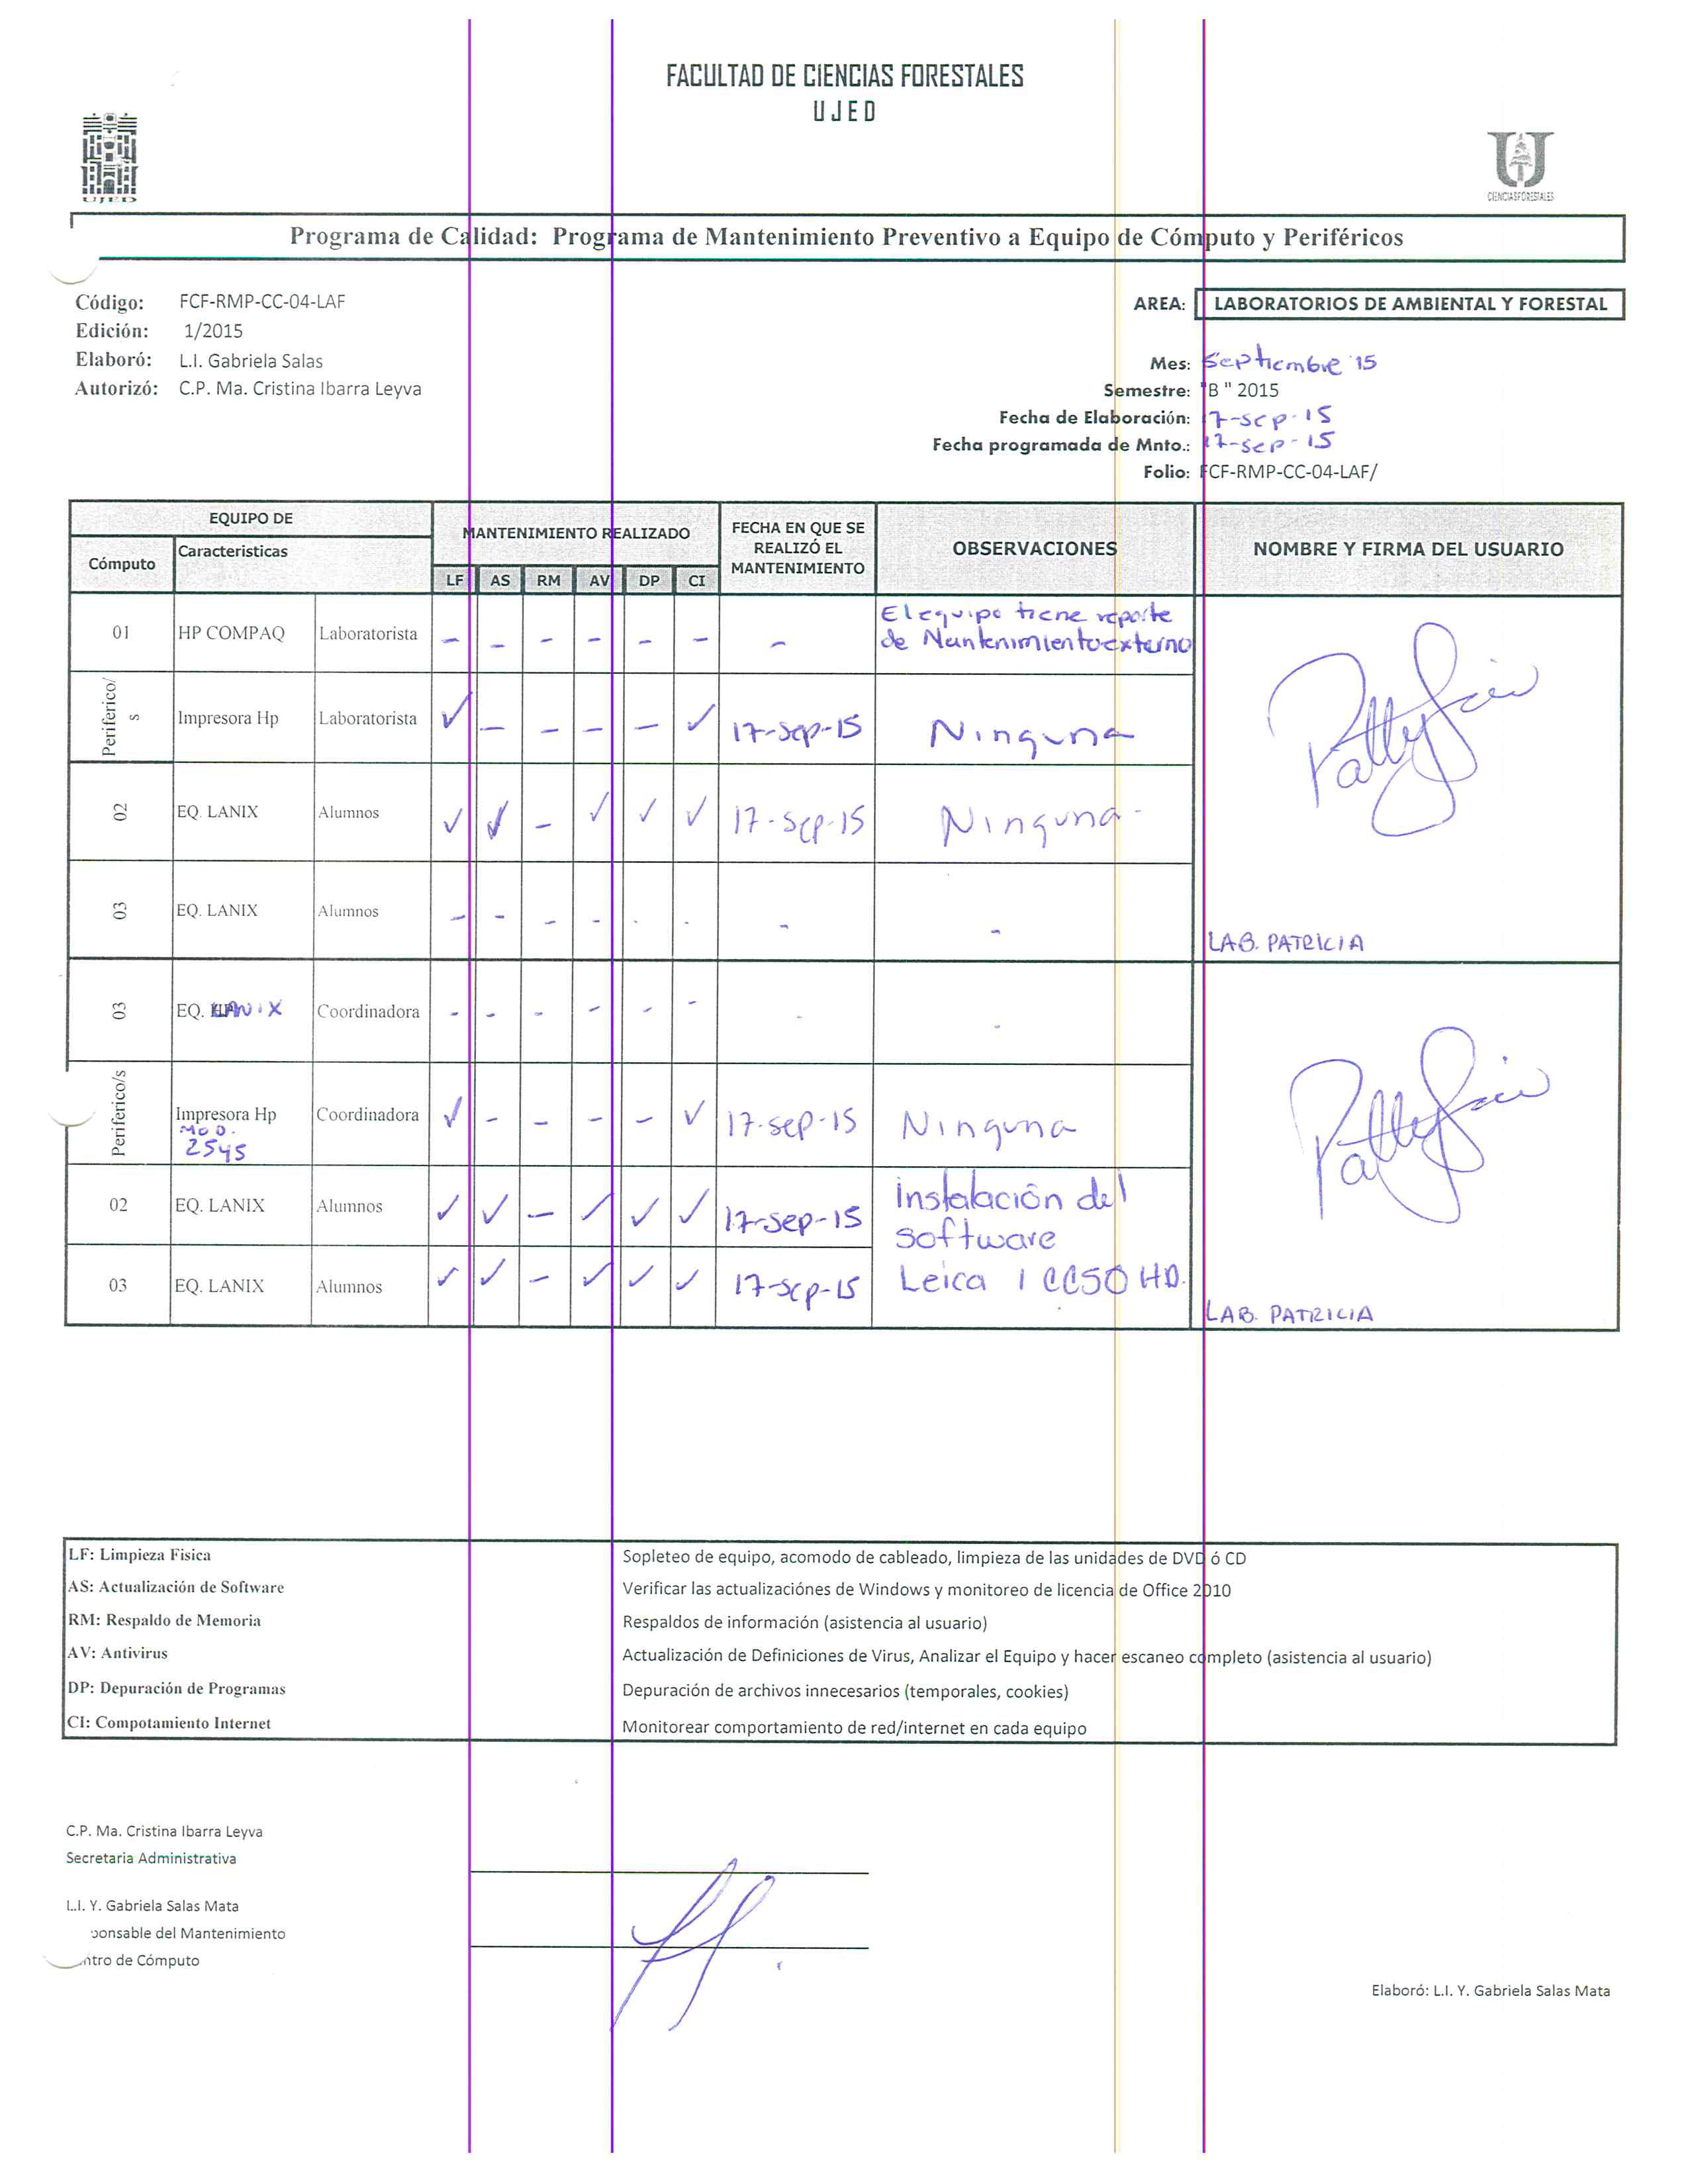 FACULTAD DE CIENCIAS FORESTALES
UJED
UJED
CIENCIAS FORESTALES
Programa de Calidad: Programa de Mantenimiento Preventivo a Equipo de Cómputo y Periféricos
Código: FCF-RMP-CC-04-LAF
Edición: 1/2015
Elaboró: L.I. Gabriela Salas
Autorizó: C.P. Ma. Cristina Ibarra Leyva
AREA: LABORATORIOS DE AMBIENTAL Y FORESTAL
Mes: Septiembre 15
Semestre: "B" 2015
Fecha de Elaboración: 17-sep-15
Fecha programada de Mnto.: 17-sep-15
Folio: FCF-RMP-CC-04-LAF/
EQUIPO DE
Cómputo Caracteristicas
MANTENIMIENTO REALIZADO
LF AS RM AV DP CI
FECHA EN QUE SE REALIZÓ EL MANTENIMIENTO
OBSERVACIONES
NOMBRE Y FIRMA DEL USUARIO
01 HP COMPAQ Laboratorista - - - - - - - El equipo tiene reporte
de Mantenimiento externo
Periferico/s Impresora Hp Laboratorista ✓ - - - - ✓ 17-sep-15 Ninguna
02 EQ. LANIX Alumnos ✓ ✓ - ✓ ✓ ✓ 17-sep-15 Ninguna-
03 EQ. LANIX Alumnos - - - - - - - -
LAB. PATRICIA
03 EQ. LANIX Coordinadora - - - - - - - -
Periferico/s Impresora Hp Coordinadora ✓ - - - - ✓ 17-sep-15 Ninguna
MOD.
2545
02 EQ. LANIX Alumnos ✓ ✓ - ✓ ✓ ✓ 17-sep-15 Instalación del
software
03 EQ. LANIX Alumnos ✓ ✓ - ✓ ✓ ✓ 17-sep-15 Leica 1 CC50 HD.
LAB. PATRICIA
LF: Limpieza Fisica Sopleteo de equipo, acomodo de cableado, limpieza de las unidades de DVD ó CD
AS: Actualización de Software Verificar las actualizaciónes de Windows y monitoreo de licencia de Office 2010
RM: Respaldo de Memoria Respaldos de información (asistencia al usuario)
AV: Antivirus Actualización de Definiciones de Virus, Analizar el Equipo y hacer escaneo completo (asistencia al usuario)
DP: Depuración de Programas Depuración de archivos innecesarios (temporales, cookies)
CI: Compotamiento Internet Monitorear comportamiento de red/internet en cada equipo
C.P. Ma. Cristina Ibarra Leyva
Secretaria Administrativa
L.I. Y. Gabriela Salas Mata
ponsable del Mantenimiento
ntro de Cómputo
Elaboró: L.I. Y. Gabriela Salas Mata